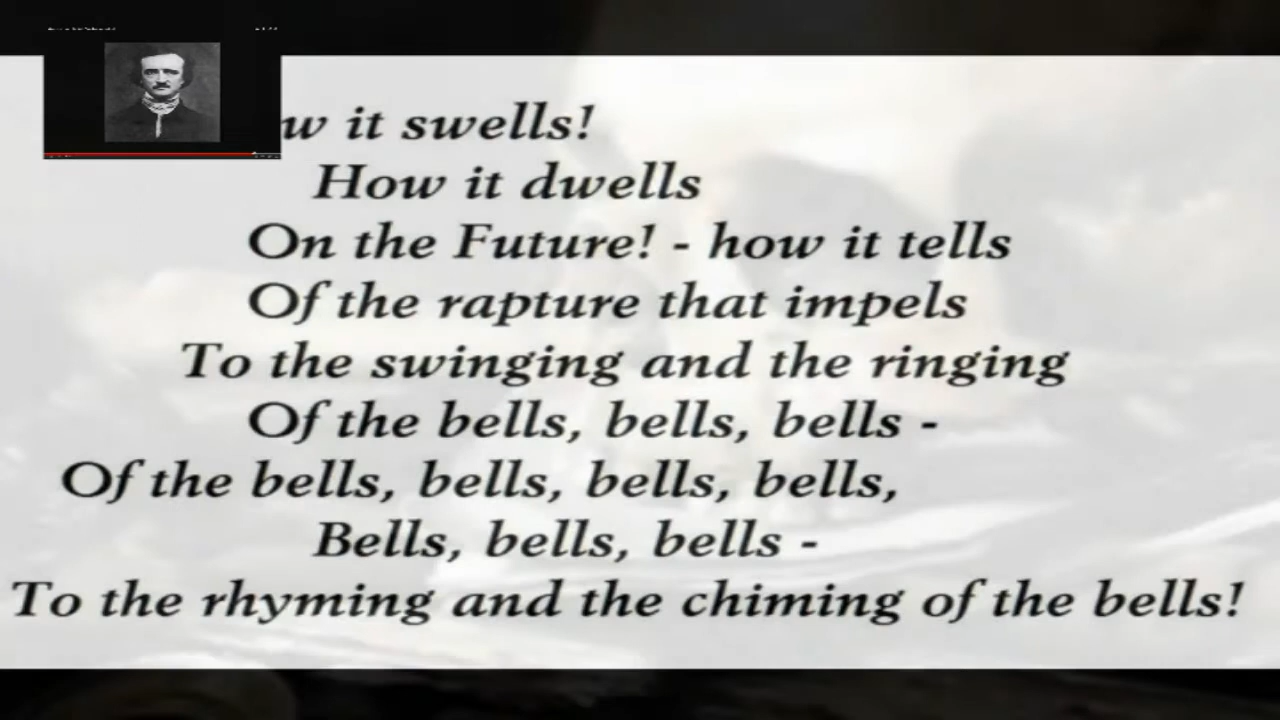 w it swells!
How it dwells
On the Future! - how it tells
Of the rapture that impels
To the swinging and the ringing
Of the bells, bells, bells -
Of the bells, bells, bells, bells,
Bells, bells, bells -
To the rhyming and the chiming of the bells!